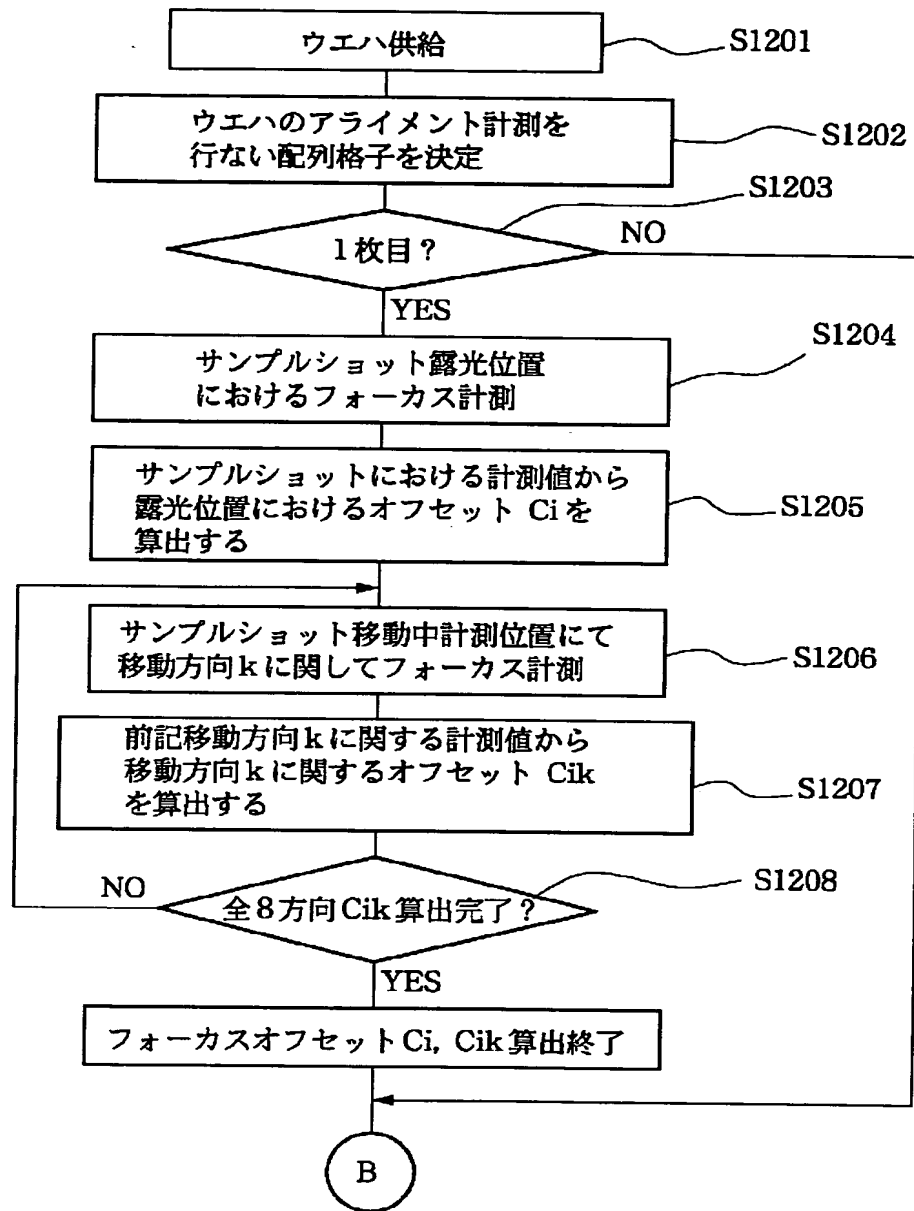 ウエハ供給
S1201
ウエハのアライメント計測を
行ない配列格子を決定
S1202
S1203
1枚目?
NO
YES
S1204
サンプルショット露光位置
におけるフォーカス計測
サンプルショットにおける計測値から
露光位置におけるオフセット Ciを
算出する
S1205
サンプルショット移動中計測位置にて
移動方向kに関してフォーカス計測
S1206
前記移動方向kに関する計測値から
移動方向kに関するオフセット Cik
を算出する
S1207
NO
S1208
全8方向Cik算出完了?
YES
フォーカスオフセットCi, Cik算出終了
B